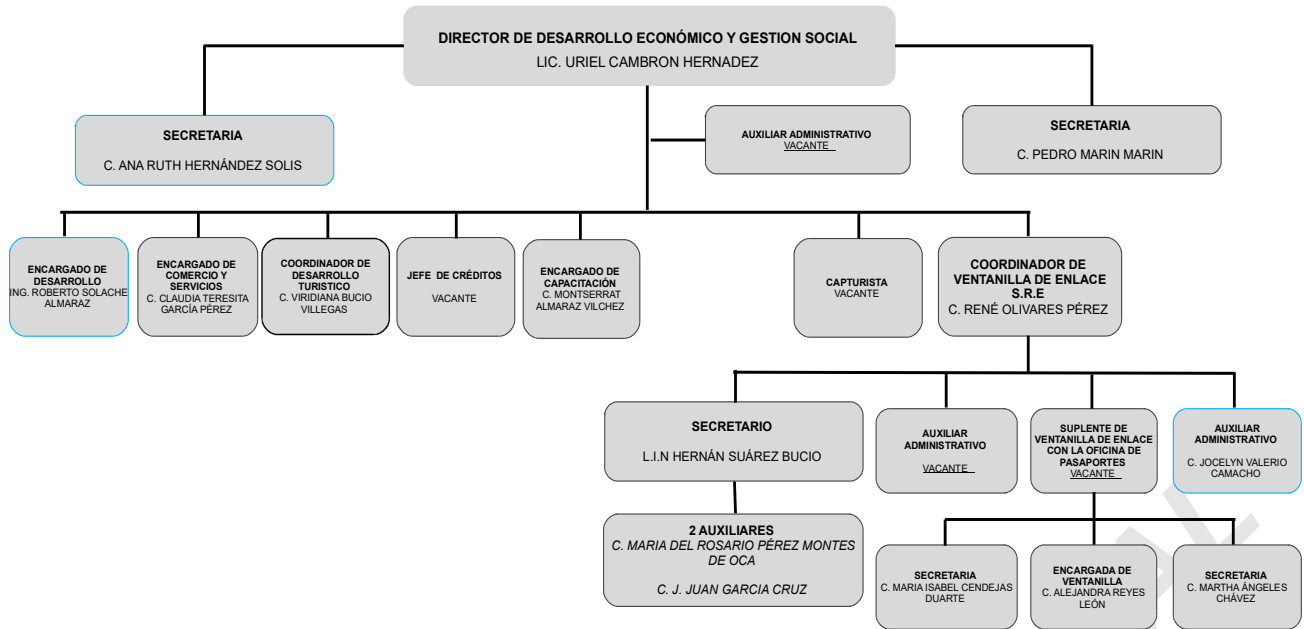 DIRECTOR DE DESARROLLO ECONÓMICO Y GESTION SOCIAL
LIC. URIEL CAMBRON HERNADEZ
SECRETARIA
C. ANA RUTH HERNÁNDEZ SOLIS
AUXILIAR ADMINISTRATIVO
VACANTE
SECRETARIA
C. PEDRO MARIN MARIN
ENCARGADO DE
DESARROLLO
ING. ROBERTO SOLACHE
ALMARAZ
ENCARGADO DE
COMERCIO Y
SERVICIOS
C. CLAUDIA TERESITA
GARCÍA PÉREZ
COORDINADOR DE
DESARROLLO
TURISTICO
C. VIRIDIANA BUCIO
VILLEGAS
JEFE DE CRÉDITOS
VACANTE
ENCARGADO DE
CAPACITACIÓN
C. MONTSERRAT
ALMARAZ VILCHEZ
CAPTURISTA
VACANTE
COORDINADOR DE
VENTANILLA DE ENLACE
S.R.E
C. RENÉ OLIVARES PÉREZ
SECRETARIO
L.I.N HERNÁN SUÁREZ BUCIO
AUXILIAR
ADMINISTRATIVO
VACANTE
SUPLENTE DE
VENTANILLA DE ENLACE
CON LA OFICINA DE
PASAPORTES
VACANTE
AUXILIAR
ADMINISTRATIVO
C. JOCELYN VALERIO
CAMACHO
2 AUXILIARES
C. MARIA DEL ROSARIO PÉREZ MONTES
DE OCA
C. J. JUAN GARCIA CRUZ
SECRETARIA
C. MARIA ISABEL CENDEJAS
DUARTE
ENCARGADA DE
VENTANILLA
C. ALEJANDRA REYES
LEÓN
SECRETARIA
C. MARTHA ÁNGELES
CHÁVEZ